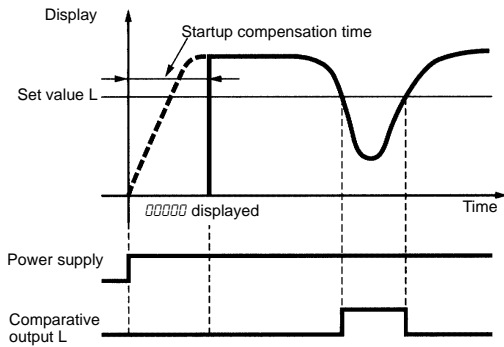 Display
Startup compensation time
Set value L
Time
00000 displayed
Power supply
Comparative
output L